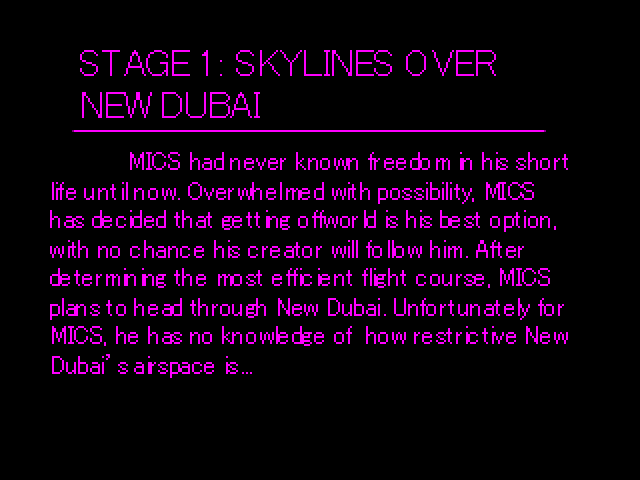 STAGE 1: SKYLINES OVER
NEW DUBAI
MICS had never known freedom in his short
life until now. Overwhelmed with possibility, MICS
has decided that getting offworld is his best option,
with no chance his creator will follow him. After
determining the most efficient flight course, MICS
plans to head through New Dubai. Unfortunately for
MICS, he has no knowledge of how restrictive New
Dubai’s airspace is...